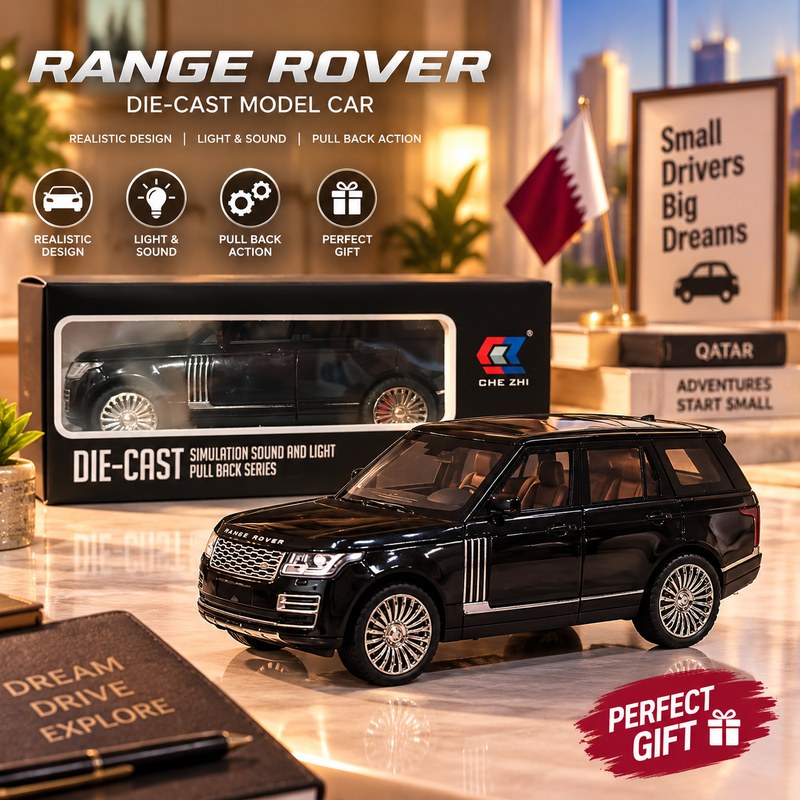 RANGE ROVER
DIE-CAST MODEL CAR
REALISTIC DESIGN | LIGHT & SOUND | PULL BACK ACTION
REALISTIC
DESIGN
LIGHT &
SOUND
PULL BACK
ACTION
PERFECT
GIFT
Small
Drivers
Big
Dreams
QATAR
ADVENTURES
START SMALL
®
CHE ZHI
DIE-CAST
SIMULATION SOUND AND LIGHT
PULL BACK SERIES
RANGE ROVER
DREAM
DRIVE
EXPLORE
PERFECT
GIFT